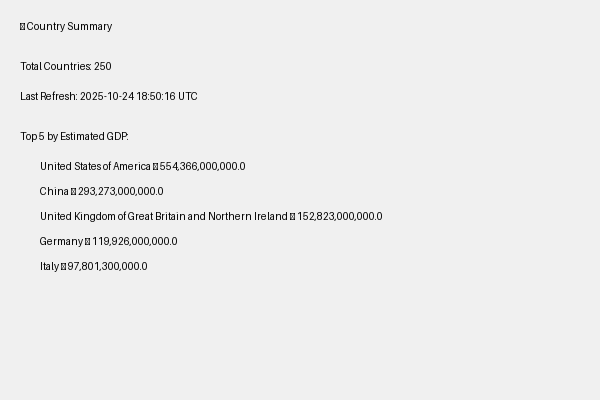 Country Summary
Total Countries: 250
Last Refresh: 2025-10-24 18:50:16 UTC
Top 5 by Estimated GDP:
United States of America 554,366,000,000.0
China 293,273,000,000.0
United Kingdom of Great Britain and Northern Ireland 152,823,000,000.0
Germany 119,926,000,000.0
Italy 97,801,300,000.0